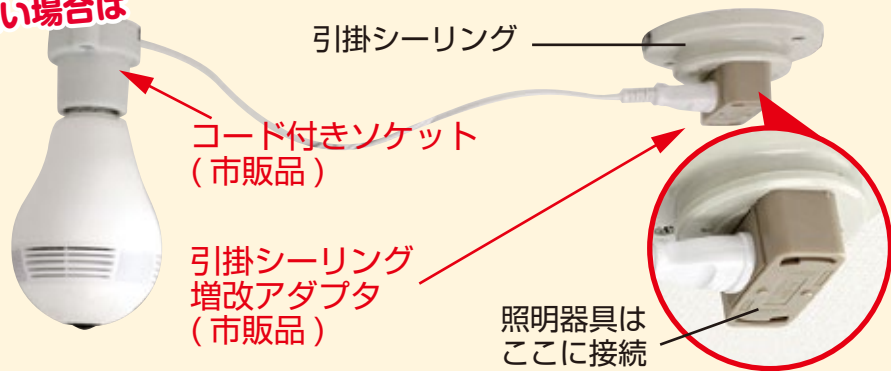 い場合は
引掛シーリング
コード付きソケット
(市販品)
引掛シーリング
増改アダプタ
(市販品)
照明器具は
ここに接続